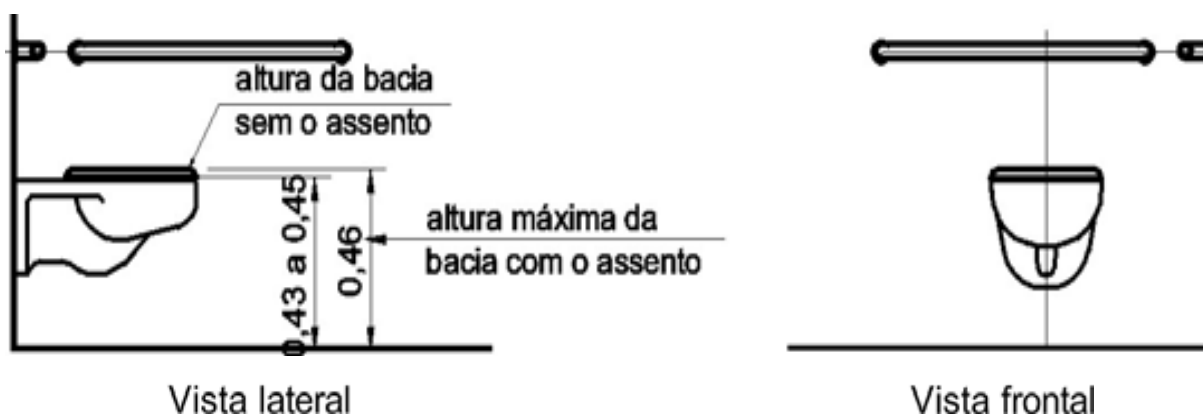 altura da bacia
sem o assento
0,43 a 0,45
0,46
altura máxima da
bacia com o assento
Vista lateral
Vista frontal